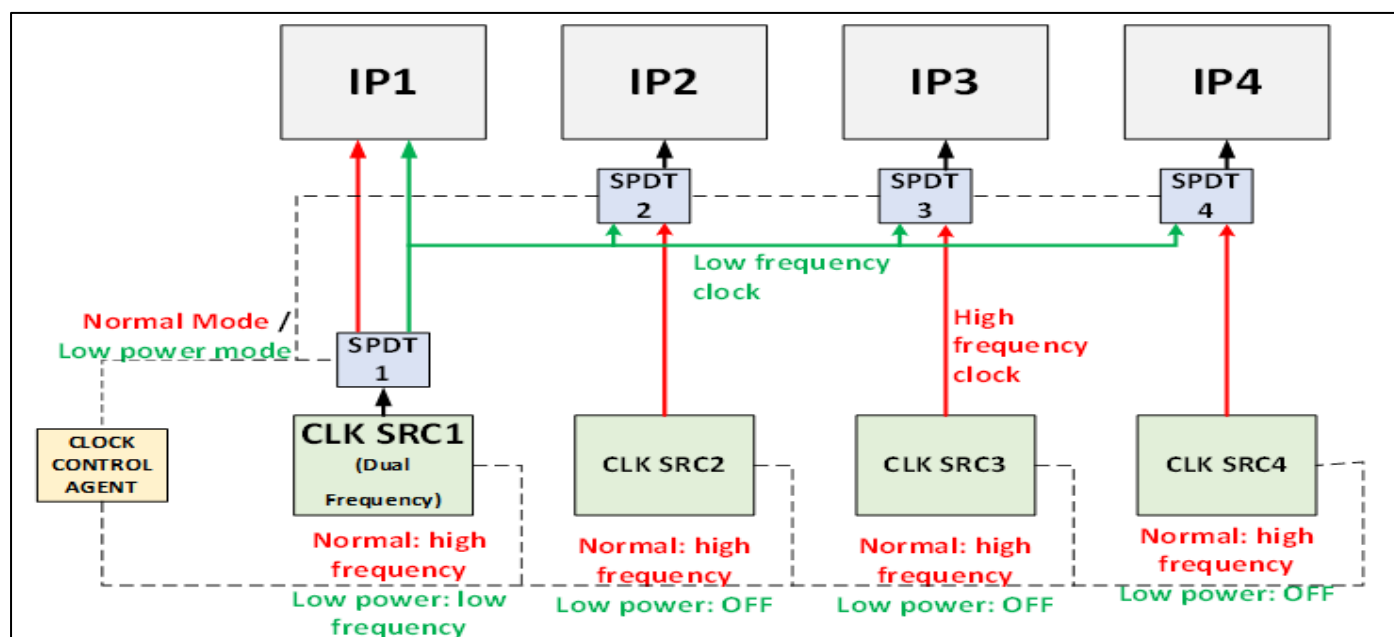 IP1
IP2
IP3
IP4
SPDT
2
SPDT
3
SPDT
4
Low frequency
clock
Normal Mode /
Low power mode
SPDT
1
High
frequency
clock
CLOCK
CONTROL
AGENT
CLK SRC1
(Dual
Frequency)
CLK SRC2
CLK SRC3
CLK SRC4
Normal: high
frequency
Low power: low
frequency
Normal: high
frequency
Low power: OFF
Normal: high
frequency
Low power: OFF
Normal: high
frequency
Low power: OFF